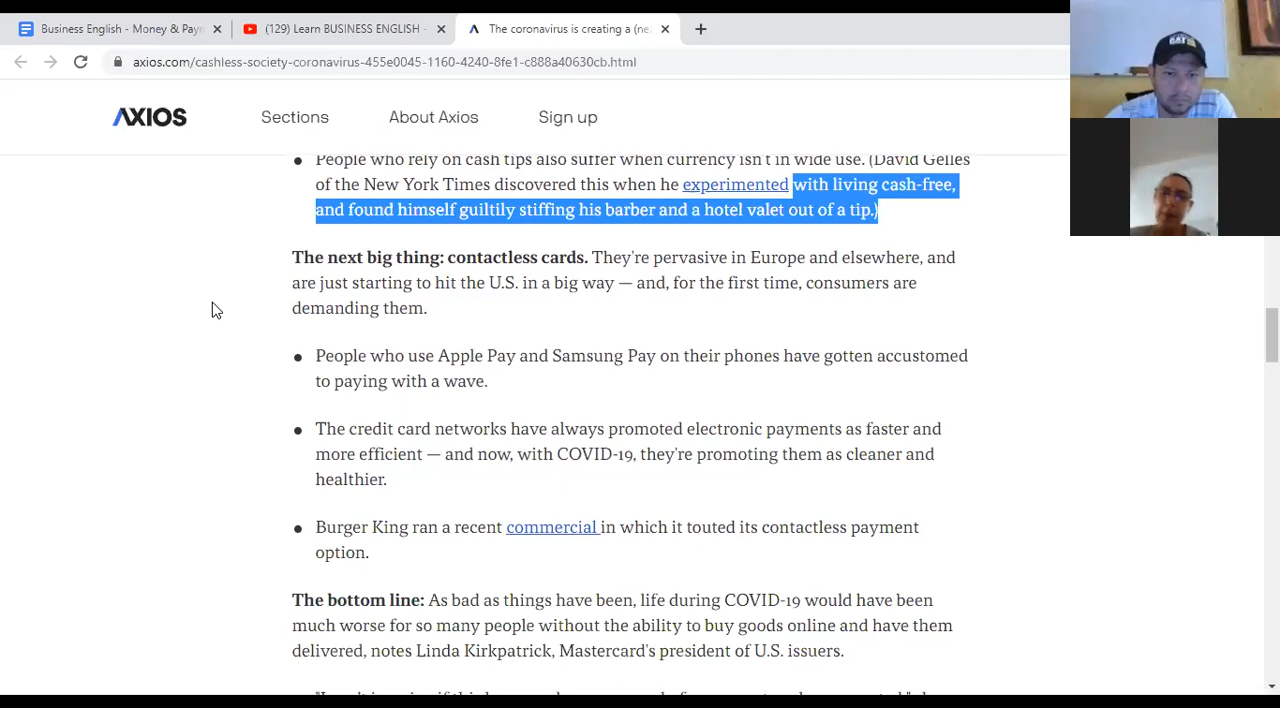 Business English - Money & Pay
(129) Learn BUSINESS ENGLISH -
The coronavirus is creating a (ne
axios.com/cashless-society-coronavirus-455e0045-1160-4240-8fe1-c888a40630cb.html
CAT
AXIOS
Sections
About Axios
Sign up
People who rely on cash tips also suffer when currency isn't in wide use. (David Gelles
of the New York Times discovered this when he experimented with living cash-free,
and found himself guiltily stiffing his barber and a hotel valet out of a tip.)
The next big thing: contactless cards. They're pervasive in Europe and elsewhere, and
are just starting to hit the U.S. in a big way — and, for the first time, consumers are
demanding them.
People who use Apple Pay and Samsung Pay on their phones have gotten accustomed
to paying with a wave.
The credit card networks have always promoted electronic payments as faster and
more efficient — and now, with COVID-19, they're promoting them as cleaner and
healthier.
Burger King ran a recent commercial in which it touted its contactless payment
option.
The bottom line: As bad as things have been, life during COVID-19 would have been
much worse for so many people without the ability to buy goods online and have them
delivered, notes Linda Kirkpatrick, Mastercard's president of U.S. issuers.